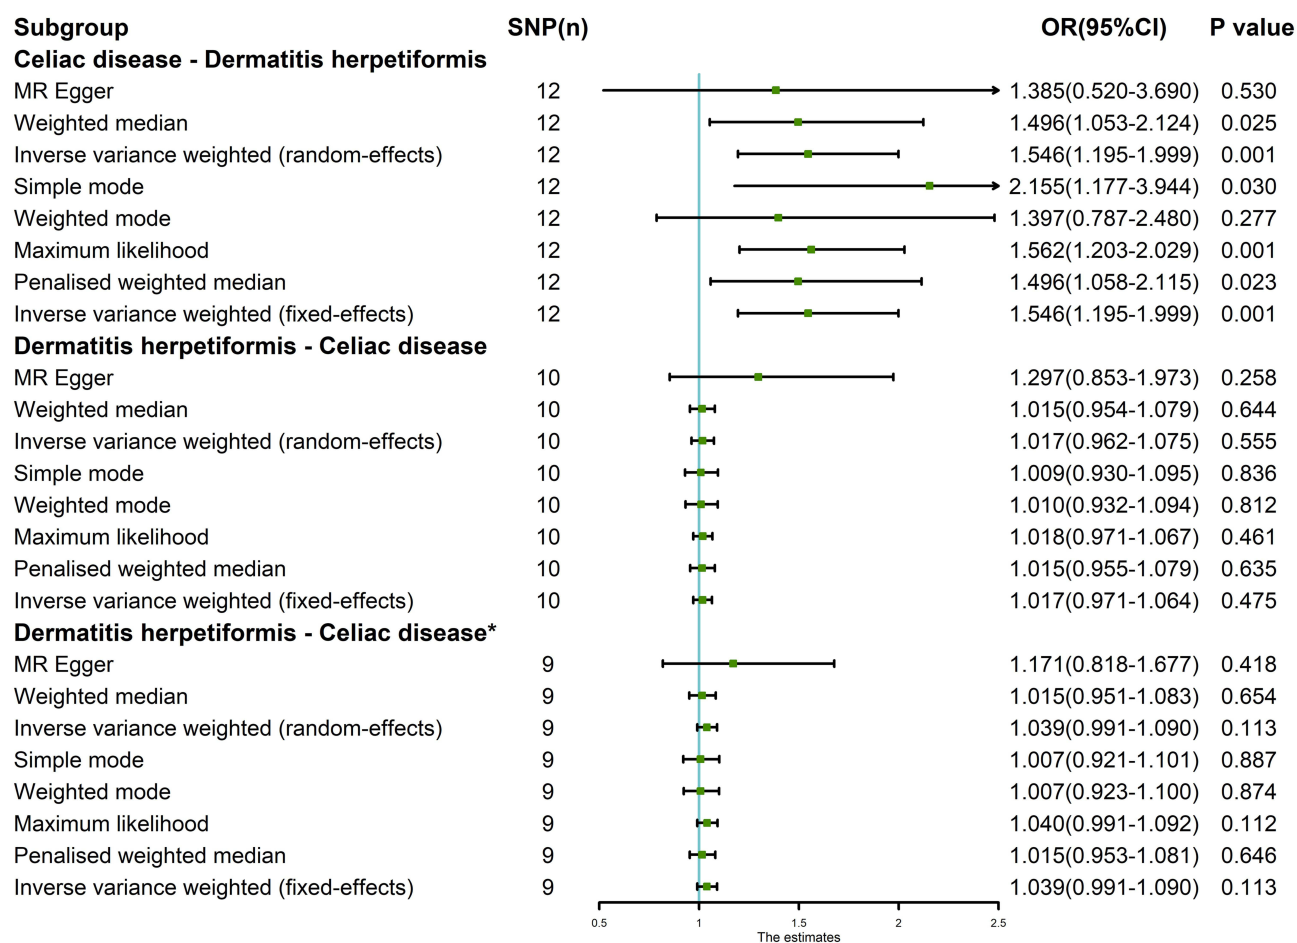 Subgroup SNP(n) OR(95%CI) P value
Celiac disease - Dermatitis herpetiformis
MR Egger 12 1.385(0.520-3.690) 0.530
Weighted median 12 1.496(1.053-2.124) 0.025
Inverse variance weighted (random-effects) 12 1.546(1.195-1.999) 0.001
Simple mode 12 2.155(1.177-3.944) 0.030
Weighted mode 12 1.397(0.787-2.480) 0.277
Maximum likelihood 12 1.562(1.203-2.029) 0.001
Penalised weighted median 12 1.496(1.058-2.115) 0.023
Inverse variance weighted (fixed-effects) 12 1.546(1.195-1.999) 0.001
Dermatitis herpetiformis - Celiac disease
MR Egger 10 1.297(0.853-1.973) 0.258
Weighted median 10 1.015(0.954-1.079) 0.644
Inverse variance weighted (random-effects) 10 1.017(0.962-1.075) 0.555
Simple mode 10 1.009(0.930-1.095) 0.836
Weighted mode 10 1.010(0.932-1.094) 0.812
Maximum likelihood 10 1.018(0.971-1.067) 0.461
Penalised weighted median 10 1.015(0.955-1.079) 0.635
Inverse variance weighted (fixed-effects) 10 1.017(0.971-1.064) 0.475
Dermatitis herpetiformis - Celiac disease*
MR Egger 9 1.171(0.818-1.677) 0.418
Weighted median 9 1.015(0.951-1.083) 0.654
Inverse variance weighted (random-effects) 9 1.039(0.991-1.090) 0.113
Simple mode 9 1.007(0.921-1.101) 0.887
Weighted mode 9 1.007(0.923-1.100) 0.874
Maximum likelihood 9 1.040(0.991-1.092) 0.112
Penalised weighted median 9 1.015(0.953-1.081) 0.646
Inverse variance weighted (fixed-effects) 9 1.039(0.991-1.090) 0.113
0.5 1 1.5 2 2.5
The estimates